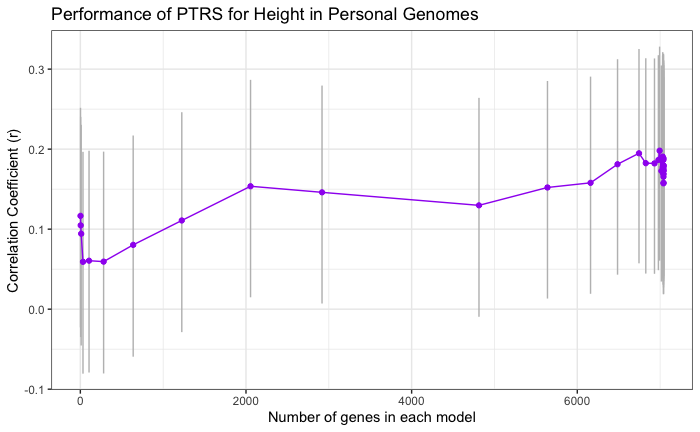 Performance of PTRS for Height in Personal Genomes
Correlation Coefficient (r)
0.3
0.2
0.1
0.0
-0.1
0 2000 4000 6000
Number of genes in each model